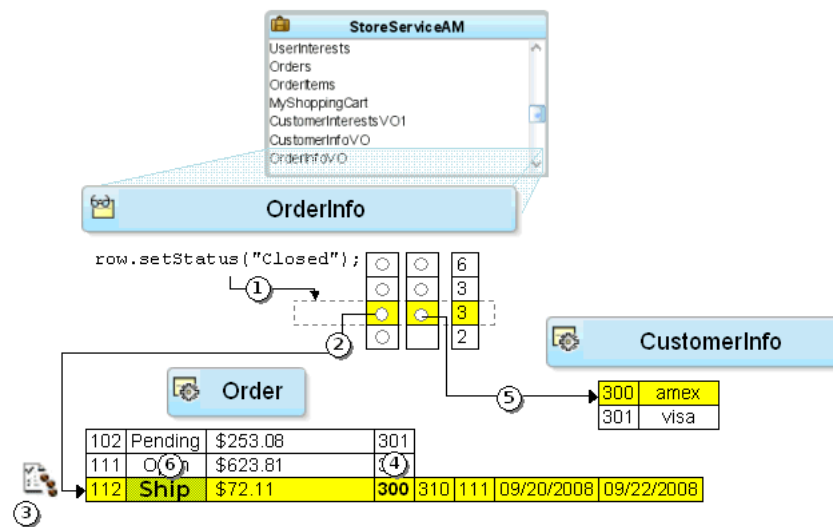 StoreServiceAM
UserInterests
Orders
OrderItems
MyShoppingCart
CustomerInterestsVO1
CustomerInfoVO
OrderInfoVO
OrderInfo
row.setStatus("Closed");
6
1
3
3
2
2
CustomerInfo
Order
5
300 amex
301 visa
102 Pending $253.08 301
111 $623.81
6 4
112 Ship $72.11 300 310 111 09/20/2008 09/22/2008
3